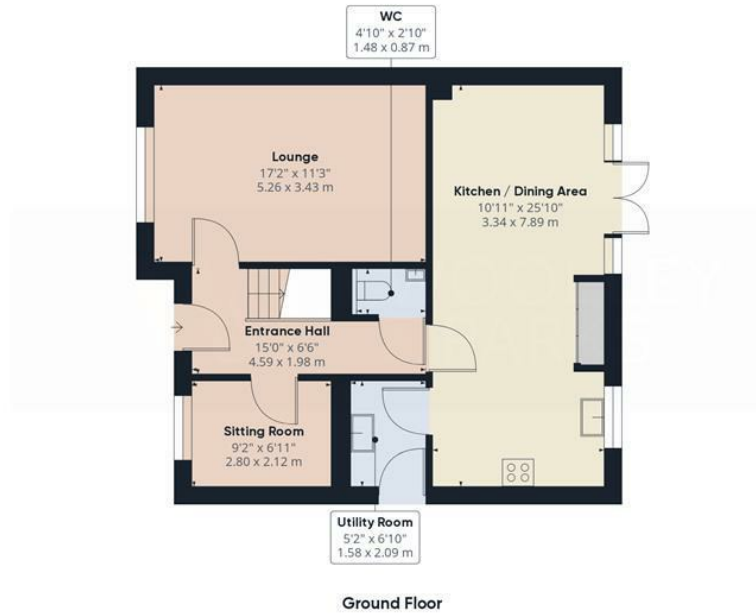 WC
4'10" x 2'10"
1.48 x 0.87 m
Lounge
17'2" x 11'3"
5.26 x 3.43 m
Kitchen / Dining Area
10'11" x 25'10"
3.34 x 7.89 m
Entrance Hall
15'0" x 6'6"
4.59 x 1.98 m
Sitting Room
9'2" x 6'11"
2.80 x 2.12 m
Utility Room
5'2" x 6'10"
1.58 x 2.09 m
Ground Floor